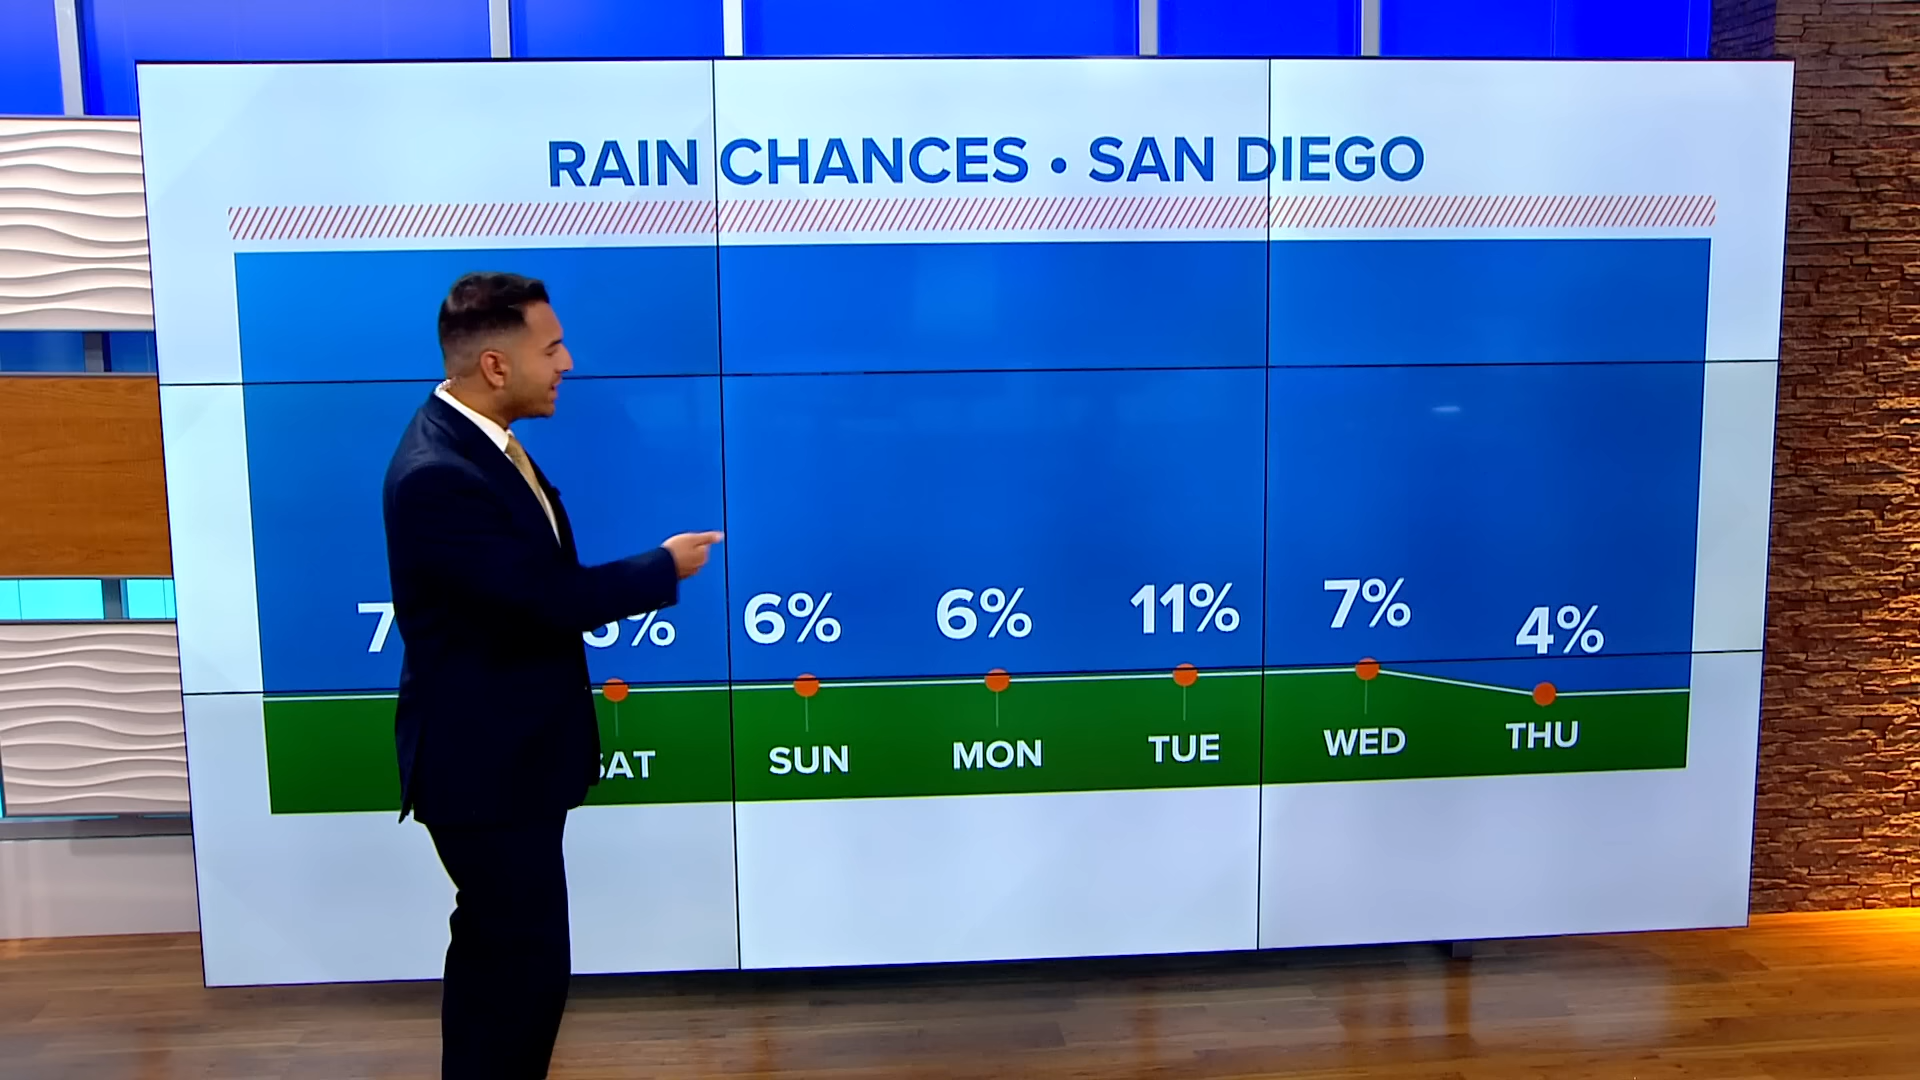 RAIN CHANCES • SAN DIEGO
6% 6% 11% 7% 4%
SUN MON TUE WED THU